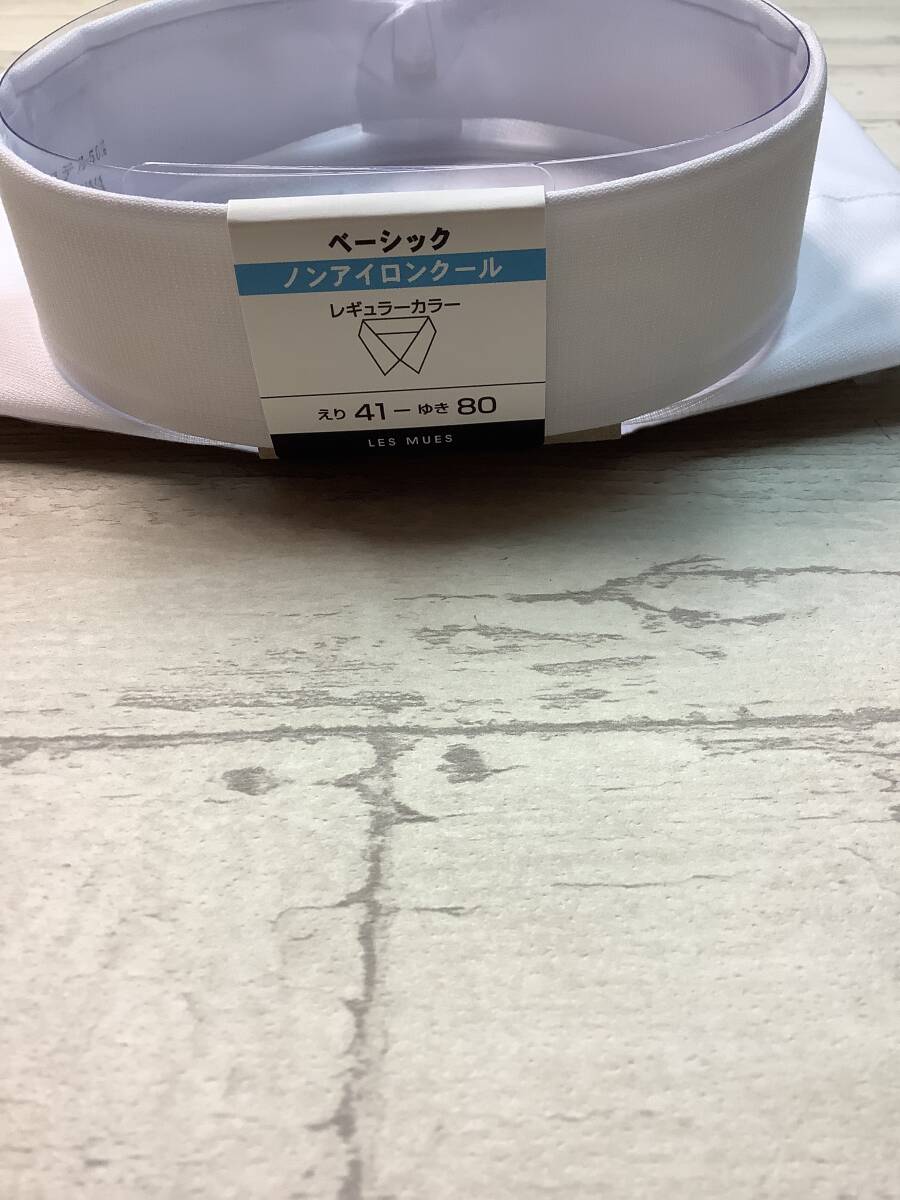 ベーシック
ノンアイロンクール
レギュラーカラー
えり 41 — ゆき 80
LES MUES